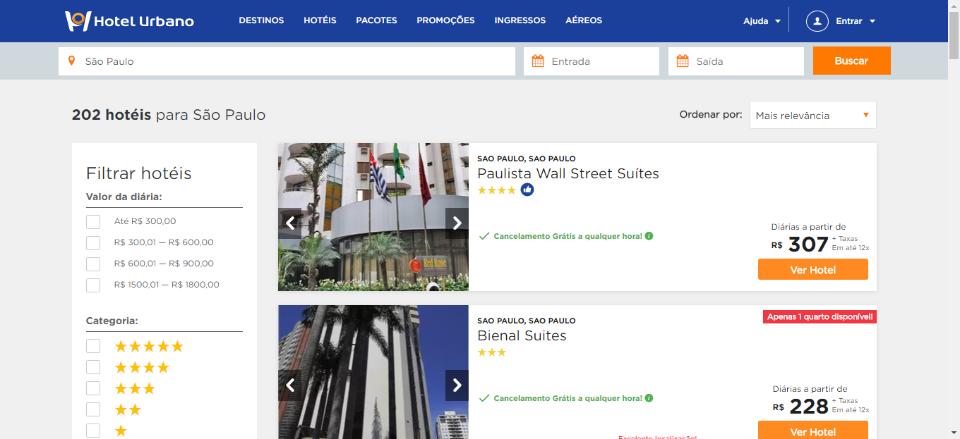 Hotel Urbano
DESTINOS HOTÉIS PACOTES PROMOÇÕES INGRESSOS AÉREOS
Ajuda
Entrar
São Paulo
Entrada
Saída
Buscar
202 hotéis para São Paulo
Ordenar por:
Mais relevância
Filtrar hotéis
Valor da diária:
Até R$ 300,00
R$ 300,01 — R$ 600,00
R$ 600,01 — R$ 900,00
R$ 1500,01 — R$ 1800,00
Categoria:
SAO PAULO, SAO PAULO
Paulista Wall Street Suítes
Cancelamento Grátis a qualquer hora!
Diárias a partir de
R$ 307 + Taxas
Em até 12x
Ver Hotel
SAO PAULO, SAO PAULO
Apenas 1 quarto disponível!
Bienal Suites
Cancelamento Grátis a qualquer hora!
Diárias a partir de
R$ 228 + Taxas
Em até 12x
Ver Hotel
Excelente localização!